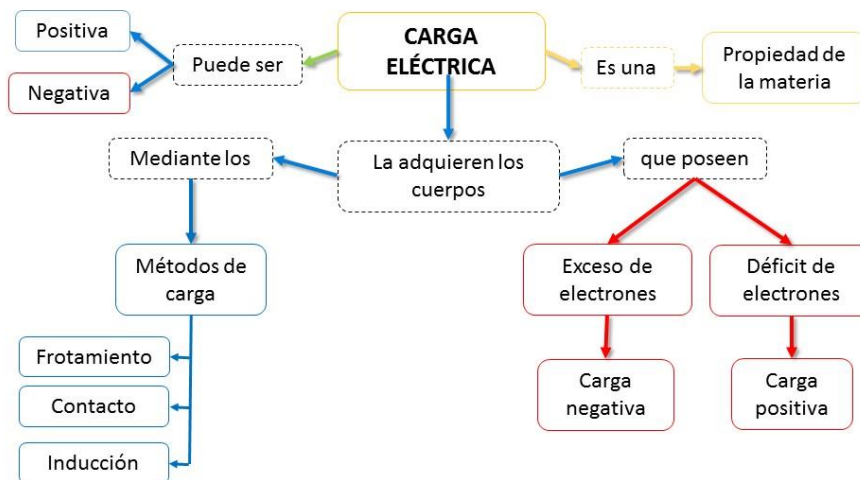 CARGA
ELÉCTRICA
Positiva
Puede ser
Negativa
Es una
Propiedad de
la materia
Mediante los
La adquieren los
cuerpos
que poseen
Métodos de
carga
Exceso de
electrones
Déficit de
electrones
Frotamiento
Contacto
Inducción
Carga
negativa
Carga
positiva